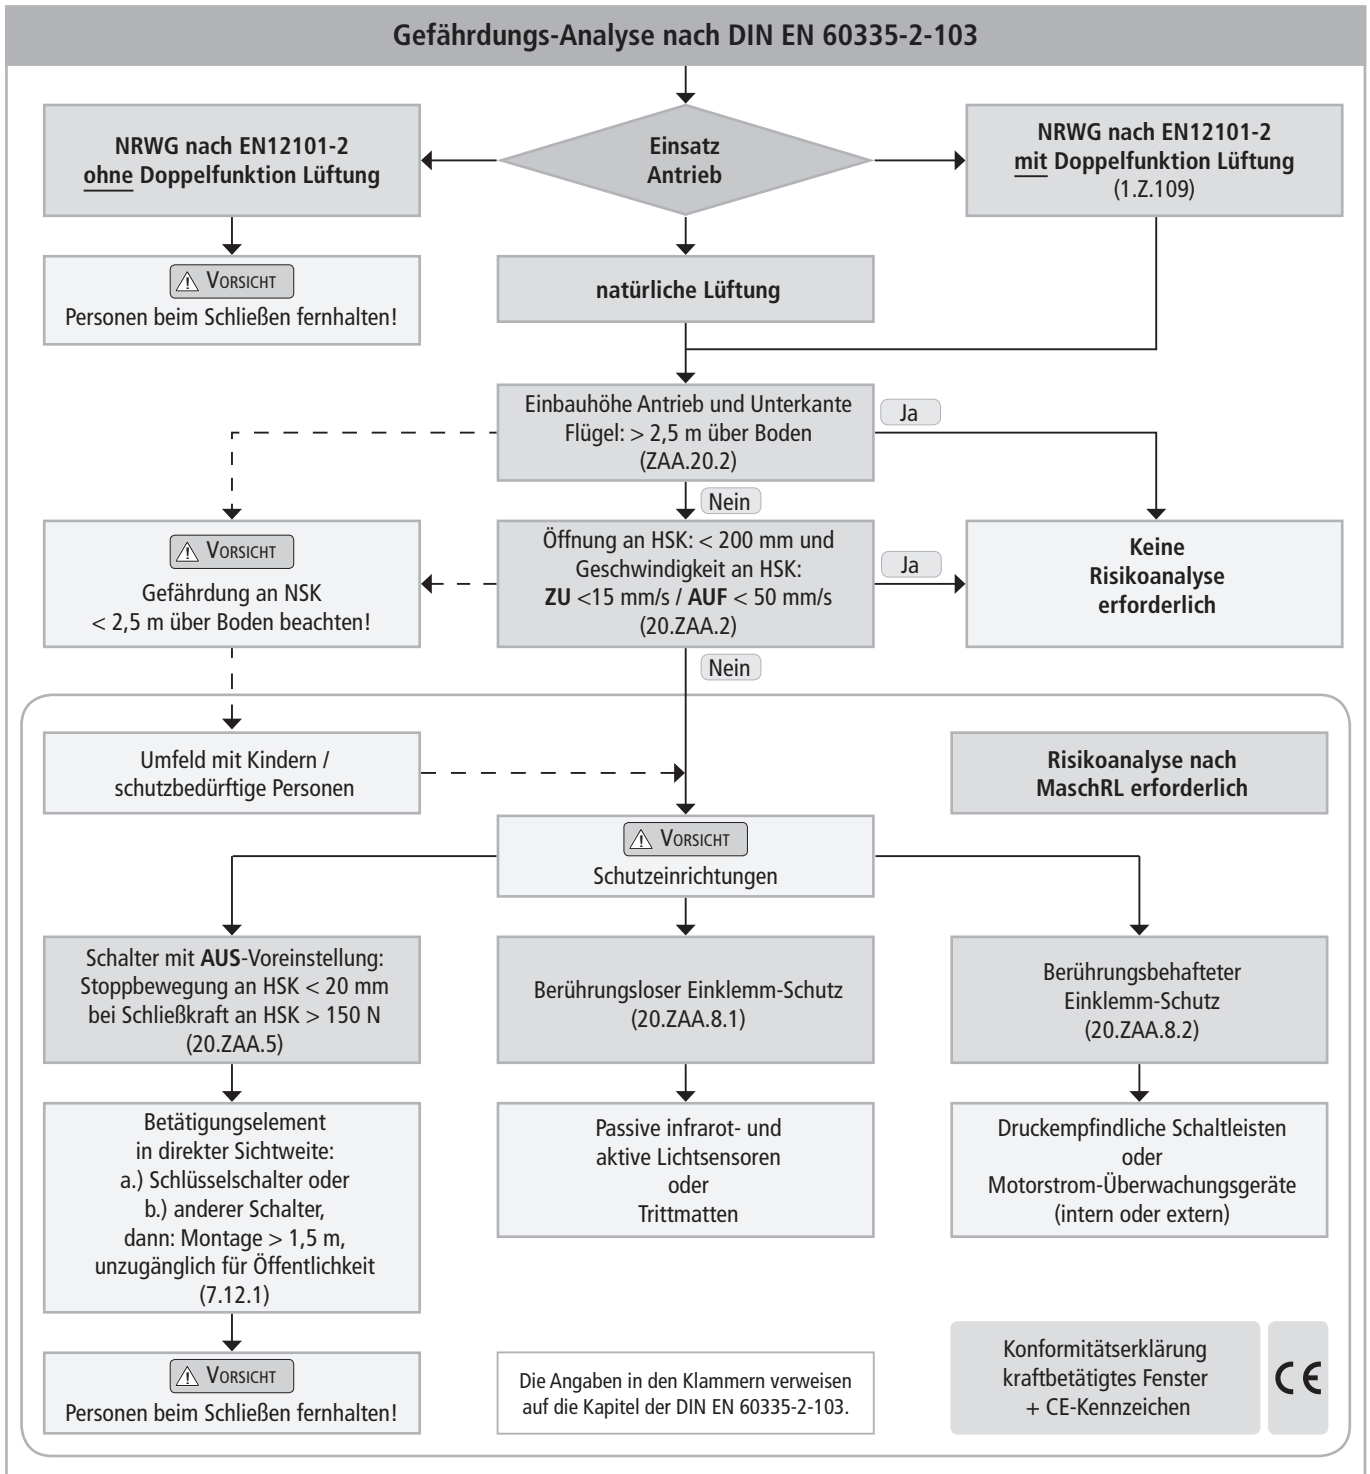 Gefährdungs-Analyse nach DIN EN 60335-2-103
NRWG nach EN12101-2
ohne Doppelfunktion Lüftung
Einsatz
Antrieb
NRWG nach EN12101-2
mit Doppelfunktion Lüftung
(1.Z.109)
VORSICHT
Personen beim Schließen fernhalten!
natürliche Lüftung
Einbauhöhe Antrieb und Unterkante
Flügel: > 2,5 m über Boden
(ZAA.20.2)
Ja
Nein
VORSICHT
Gefährdung an NSK
< 2,5 m über Boden beachten!
Öffnung an HSK: < 200 mm und
Geschwindigkeit an HSK:
ZU <15 mm/s / AUF < 50 mm/s
(20.ZAA.2)
Ja
Keine
Risikoanalyse
erforderlich
Nein
Umfeld mit Kindern /
schutzbedürftige Personen
Risikoanalyse nach
MaschRL erforderlich
VORSICHT
Schutzeinrichtungen
Schalter mit AUS-Voreinstellung:
Stoppbewegung an HSK < 20 mm
bei Schließkraft an HSK > 150 N
(20.ZAA.5)
Berührungsloser Einklemm-Schutz
(20.ZAA.8.1)
Berührungsbehafteter
Einklemm-Schutz
(20.ZAA.8.2)
Betätigungselement
in direkter Sichtweite:
a.) Schlüsselschalter oder
b.) anderer Schalter,
dann: Montage > 1,5 m,
unzugänglich für Öffentlichkeit
(7.12.1)
Passive infrarot- und
aktive Lichtsensoren
oder
Trittmatten
Druckempfindliche Schaltleisten
oder
Motorstrom-Überwachungsgeräte
(intern oder extern)
VORSICHT
Personen beim Schließen fernhalten!
Die Angaben in den Klammern verweisen
auf die Kapitel der DIN EN 60335-2-103.
Konformitätserklärung
kraftbetätigtes Fenster
+ CE-Kennzeichen
CE